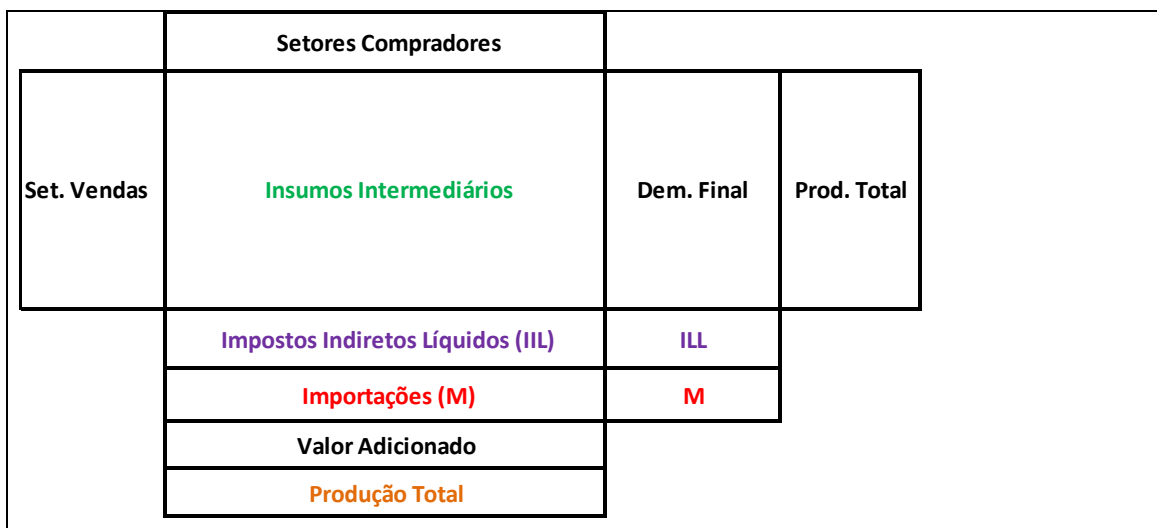 Setores Compradores
Set. Vendas
Insumos Intermediários
Dem. Final
Prod. Total
Impostos Indiretos Líquidos (IIL)
ILL
Importações (M)
M
Valor Adicionado
Produção Total